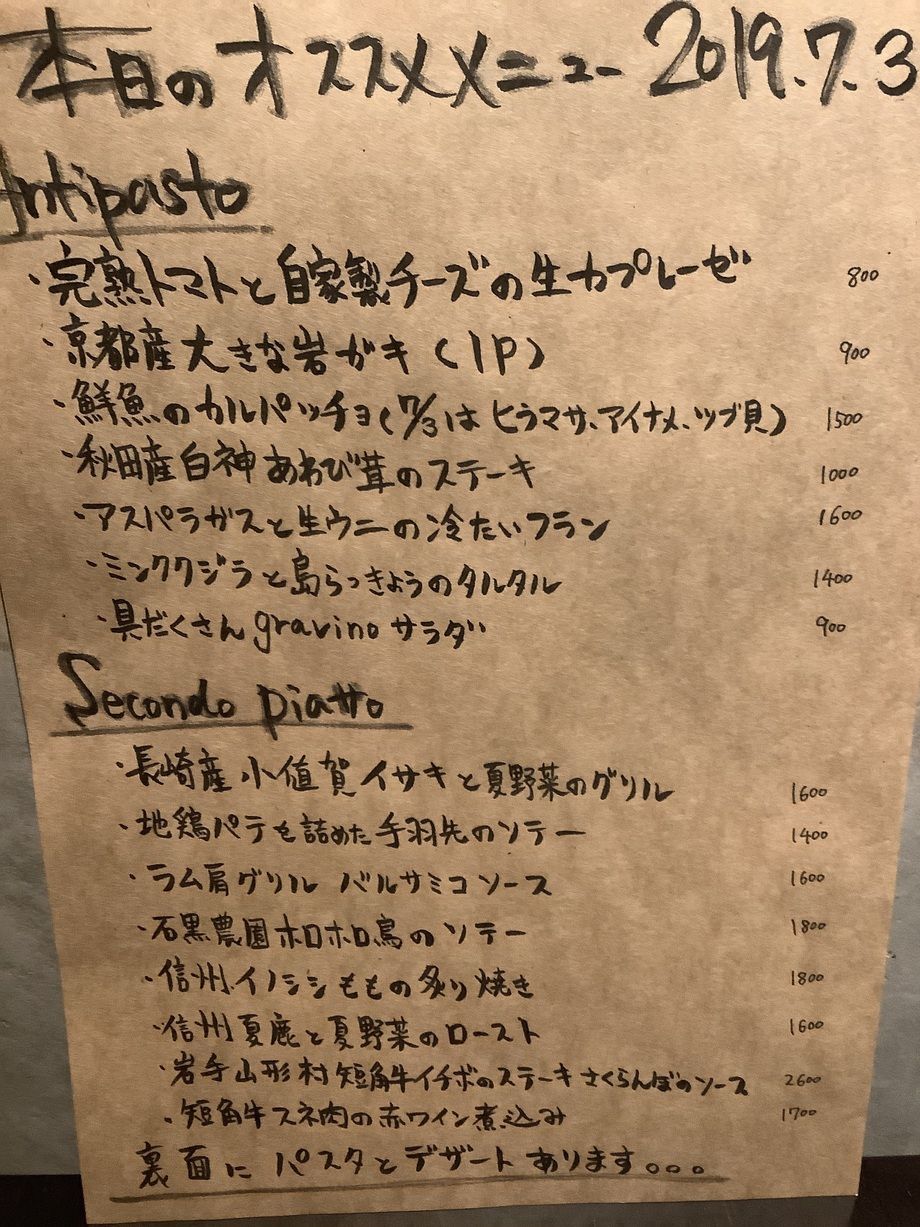 本日のオススメメニュー 2019.7.3
Antipasto
・完熟トマトと自家製チーズの生カプレーゼ 800
・京都産大きな岩ガキ(1P) 900
・鮮魚のカルパッチョ(7/3はヒラマサ、アイナメ、ツブ貝) 1500
・秋田産白神あわび茸のステーキ 1000
・アスパラガスと生ウニの冷たいフラン 1600
・ミンククジラと島らっきょうのタルタル 1400
・具だくさんgravinoサラダ 900
Secondo piatto
・長崎産小値賀イサキと夏野菜のグリル 1600
・地鶏パテを詰めた手羽先のソテー 1400
・ラム肩グリル バルサミコソース 1600
・石黒農園ホロホロ鳥のソテー 1800
・信州イノシシももの炙り焼き 1800
・信州夏鹿と夏野菜のロースト 1600
・岩手山形村短角牛イチボのステーキさくらんぼのソース 2600
・短角牛スネ肉の赤ワイン煮込み 1700
裏面にパスタとデザートあります。。。